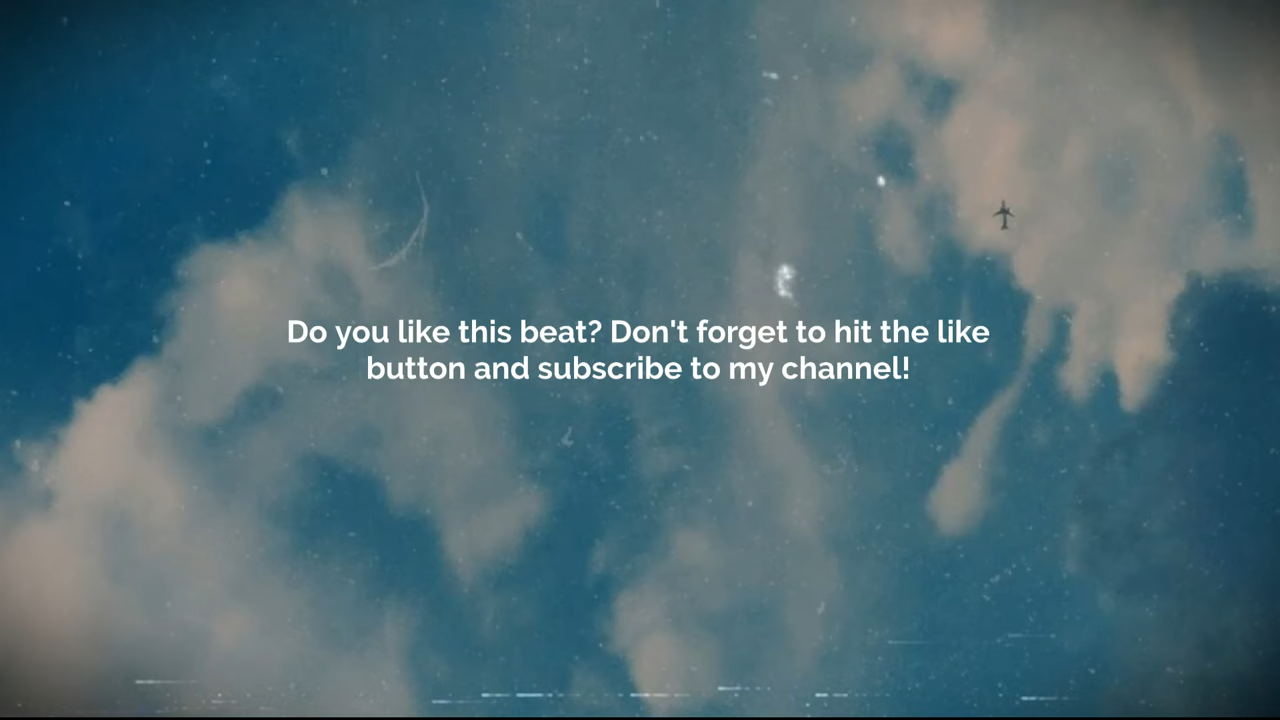 Do you like this beat? Don't forget to hit the like
button and subscribe to my channel!